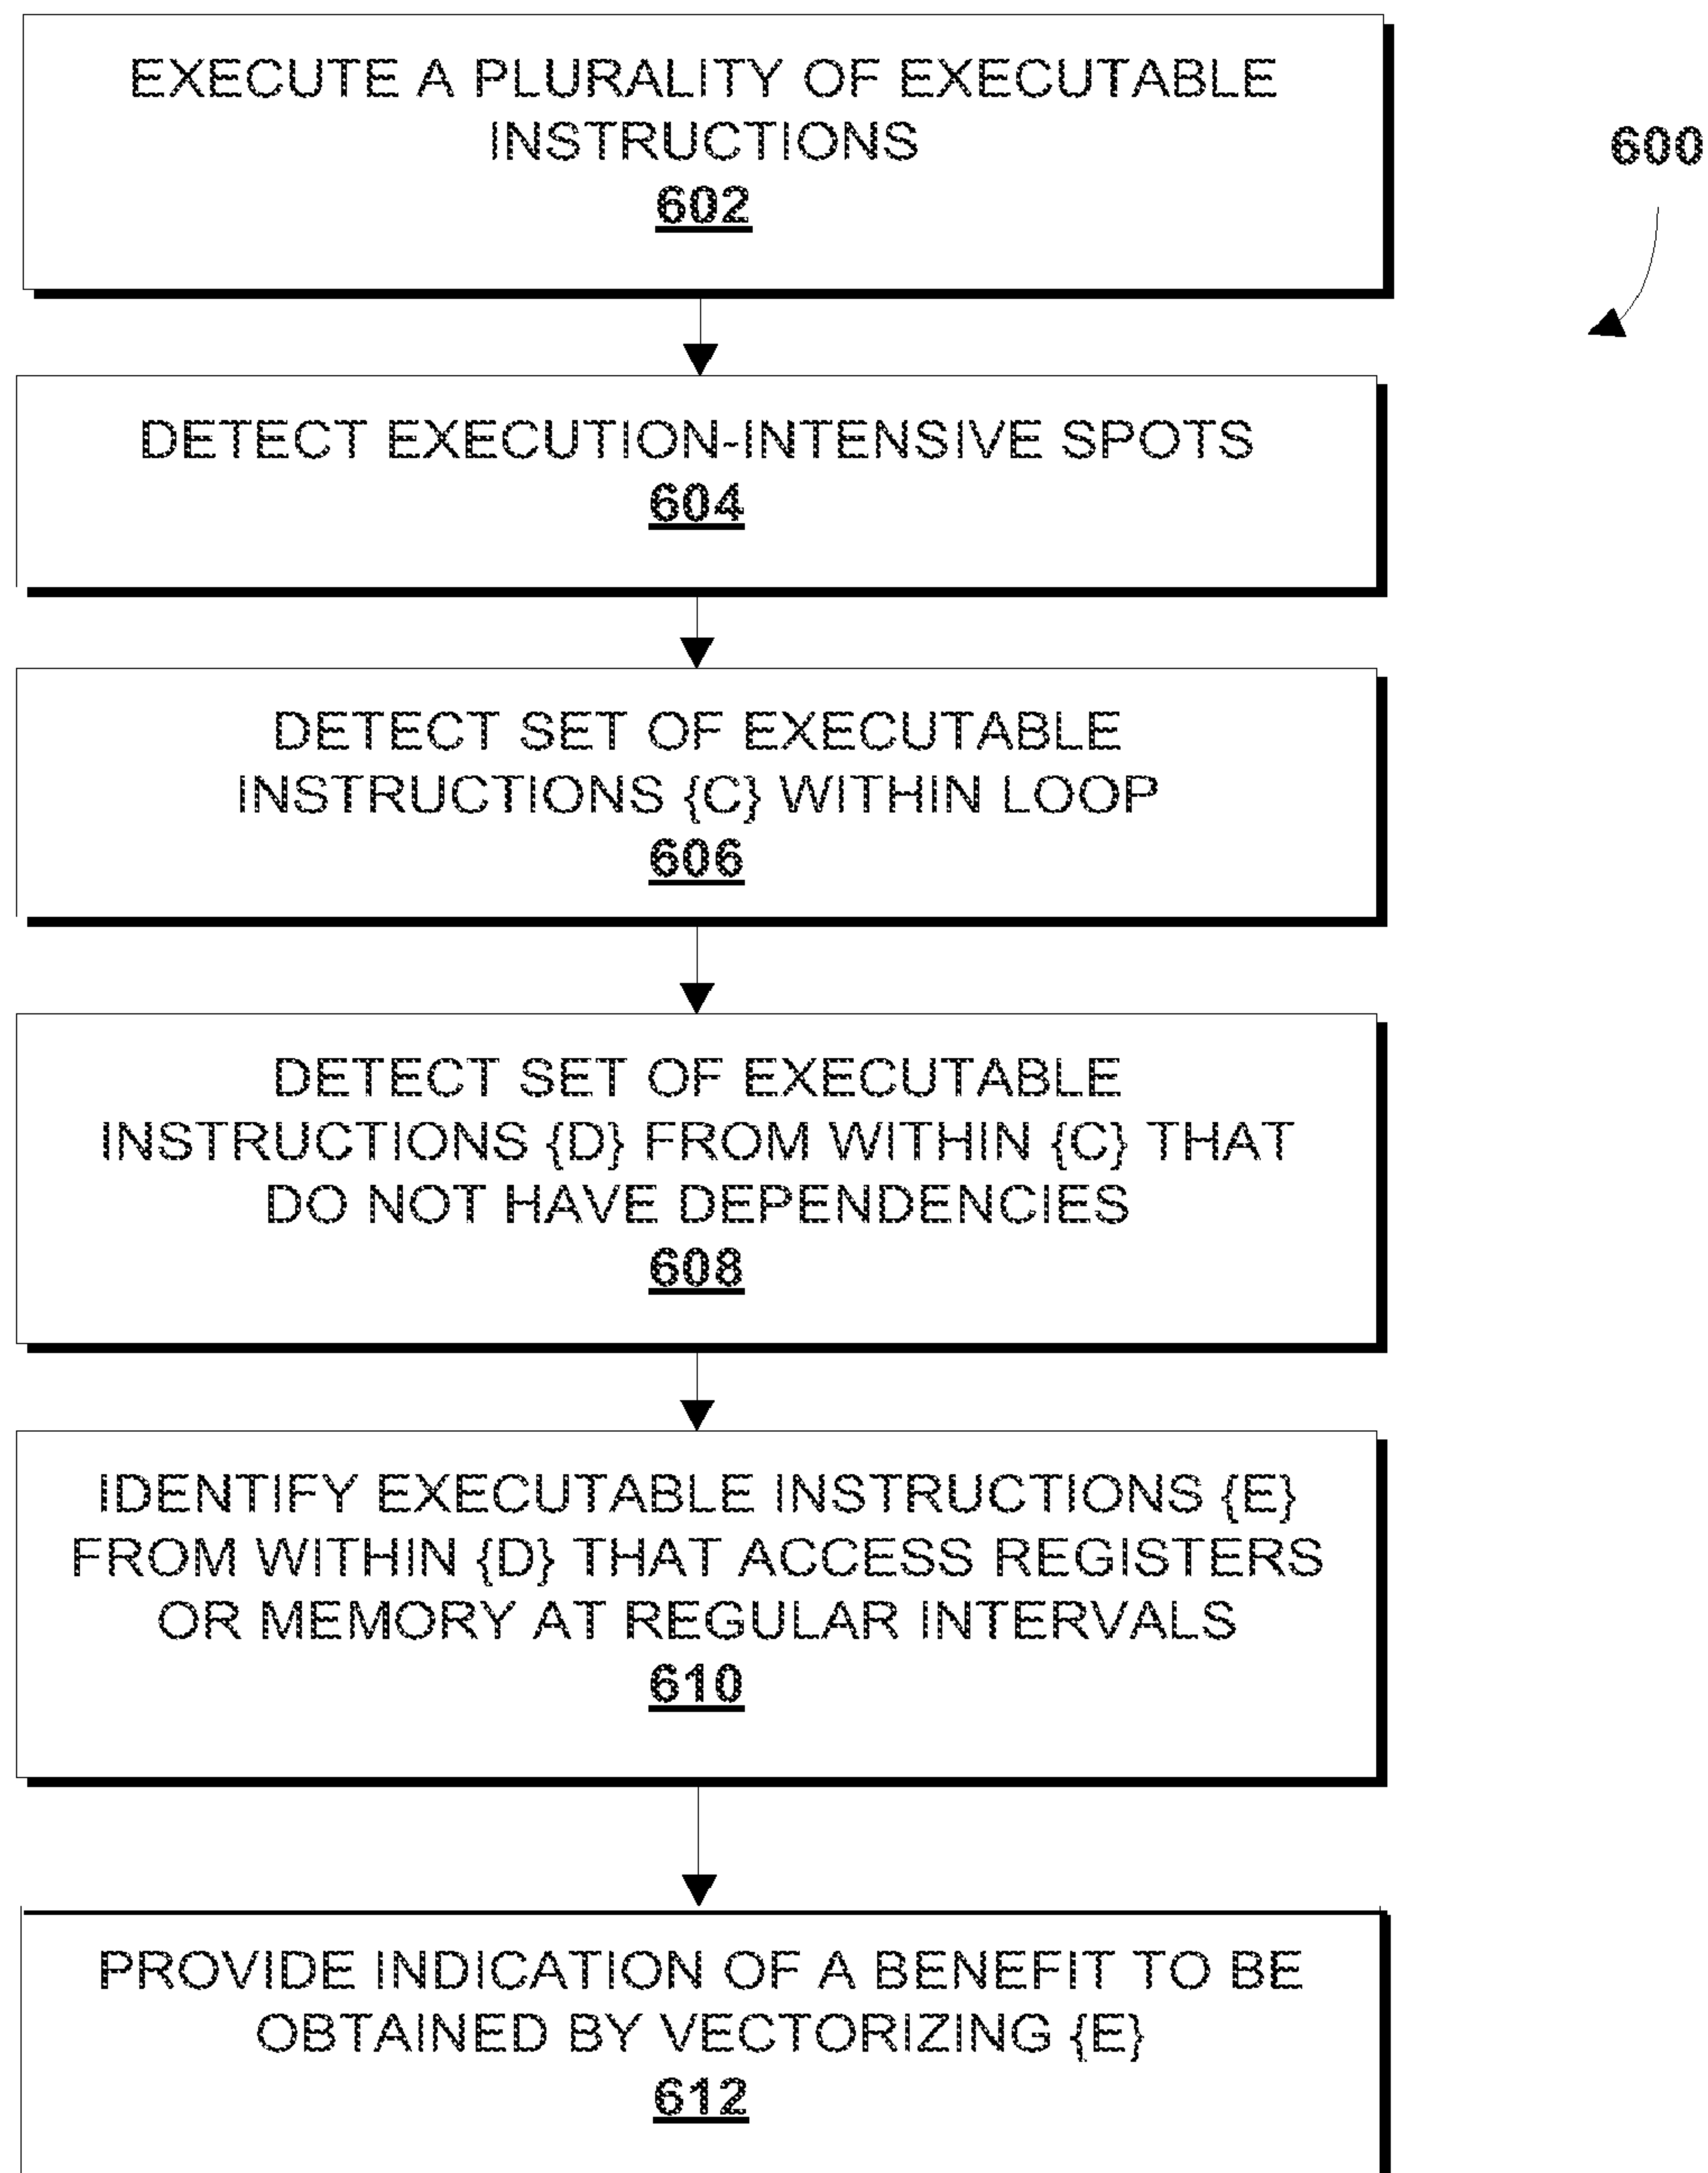 EXECUTE A PLURALITY OF EXECUTABLE
INSTRUCTIONS
602
600
DETECT EXECUTION-INTENSIVE SPOTS
604
DETECT SET OF EXECUTABLE
INSTRUCTIONS {C} WITHIN LOOP
606
DETECT SET OF EXECUTABLE
INSTRUCTIONS {D} FROM WITHIN {C} THAT
DO NOT HAVE DEPENDENCIES
608
IDENTIFY EXECUTABLE INSTRUCTIONS {E}
FROM WITHIN {D} THAT ACCESS REGISTERS
OR MEMORY AT REGULAR INTERVALS
610
PROVIDE INDICATION OF A BENEFIT TO BE
OBTAINED BY VECTORIZING {E}
612